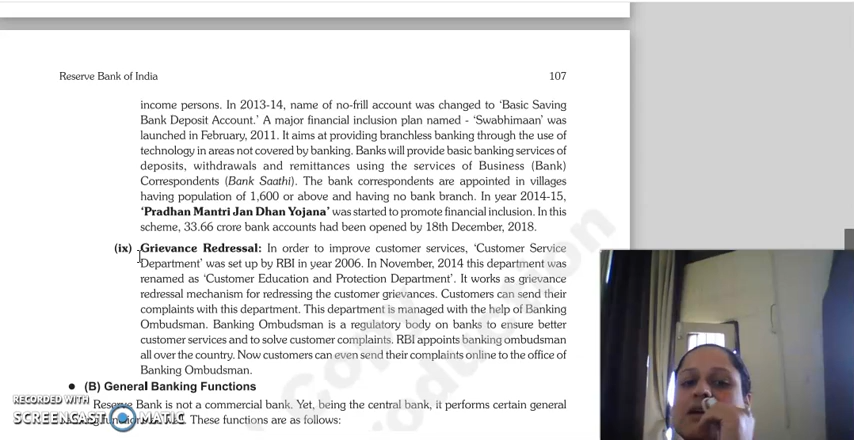 Reserve Bank of India 107
income persons. In 2013-14, name of no-frill account was changed to 'Basic Saving
Bank Deposit Account.' A major financial inclusion plan named - 'Swabhimaan' was
launched in February, 2011. It aims at providing branchless banking through the use of
technology in areas not covered by banking. Banks will provide basic banking services of
deposits, withdrawals and remittances using the services of Business (Bank)
Correspondents (Bank Saathi). The bank correspondents are appointed in villages
having population of 1,600 or above and having no bank branch. In year 2014-15,
'Pradhan Mantri Jan Dhan Yojana' was started to promote financial inclusion. In this
scheme, 33.66 crore bank accounts had been opened by 18th December, 2018.
(ix) Grievance Redressal: In order to improve customer services, 'Customer Service
Department' was set up by RBI in year 2006. In November, 2014 this department was
renamed as 'Customer Education and Protection Department'. It works as grievance
redressal mechanism for redressing the customer grievances. Customers can send their
complaints with this department. This department is managed with the help of Banking
Ombudsman. Banking Ombudsman is a regulatory body on banks to ensure better
customer services and to solve customer complaints. RBI appoints banking ombudsman
all over the country. Now customers can even send their complaints online to the office of
Banking Ombudsman.
• (B) General Banking Functions
Reserve Bank is not a commercial bank. Yet, being the central bank, it performs certain general
These functions are as follows:
RECORDED WITH
SCREENCAST MATIC